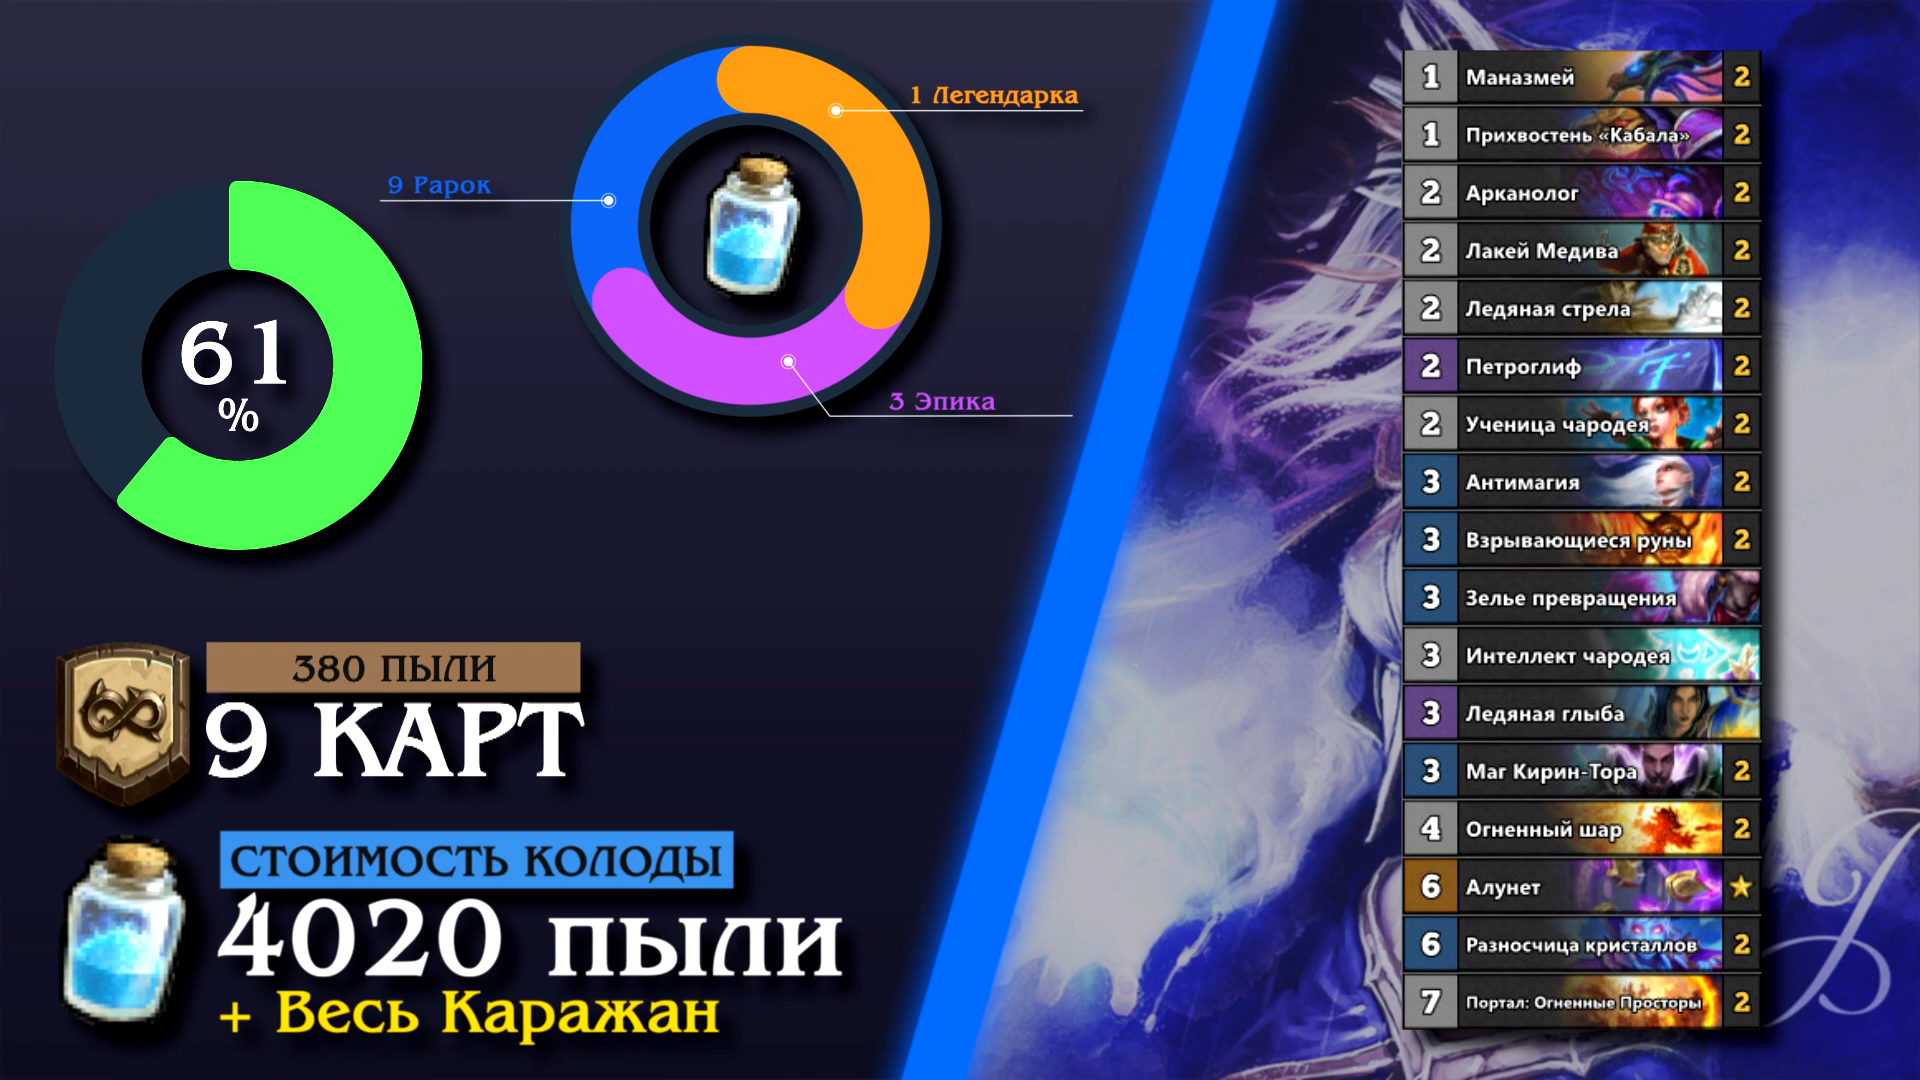 1 Легендарка
9 Рарок
61
%
3 Эпика
380 ПЫЛИ
9 КАРТ
СТОИМОСТЬ КОЛОДЫ
4020 пыли
+ Весь Каражан
1 Маназмей 2
1 Прихвостень «Кабала» 2
2 Арканолог 2
2 Лакей Медива 2
2 Ледяная стрела 2
2 Петроглиф 2
2 Ученица чародея 2
3 Антимагия 2
3 Взрывающиеся руны 2
3 Зелье превращения
3 Интеллект чародея
3 Ледяная глыба
3 Маг Кирин-Тора 2
4 Огненный шар 2
6 Алунет
6 Разносчица кристаллов 2
7 Портал: Огненные Просторы 2